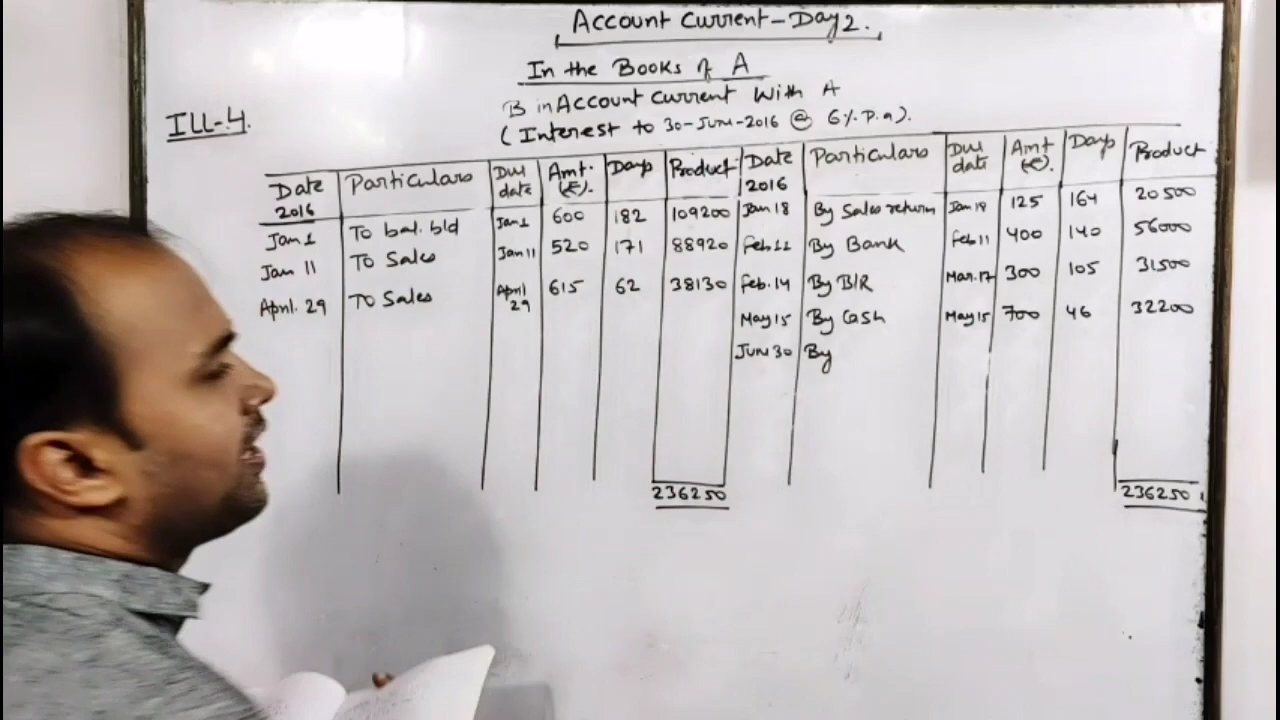 Account Current-Day 2.
In the Books of A
ILL-4.
B in Account Current With A
(Interest to 30-June-2016 @ 6%. P.a).
Date 2016 Particulars Due date Amt. (₹). Days Product Date 2016 Particulars Due date Amt (₹). Days Product
Jan 1 To bal. b/d Jan 1 600 182 109200 Jan 18 By Sales return Jan 18 125 164 20500
Jan 11 To Sales Jan 11 520 171 88920 Feb 11 By Bank Feb 11 400 140 56000
April. 29 To Sales April 29 615 62 38130 Feb. 14 By B/R Mar. 17 300 105 31500
May 15 By Cash May 15 700 46 32200
June 30 By
236250 236250